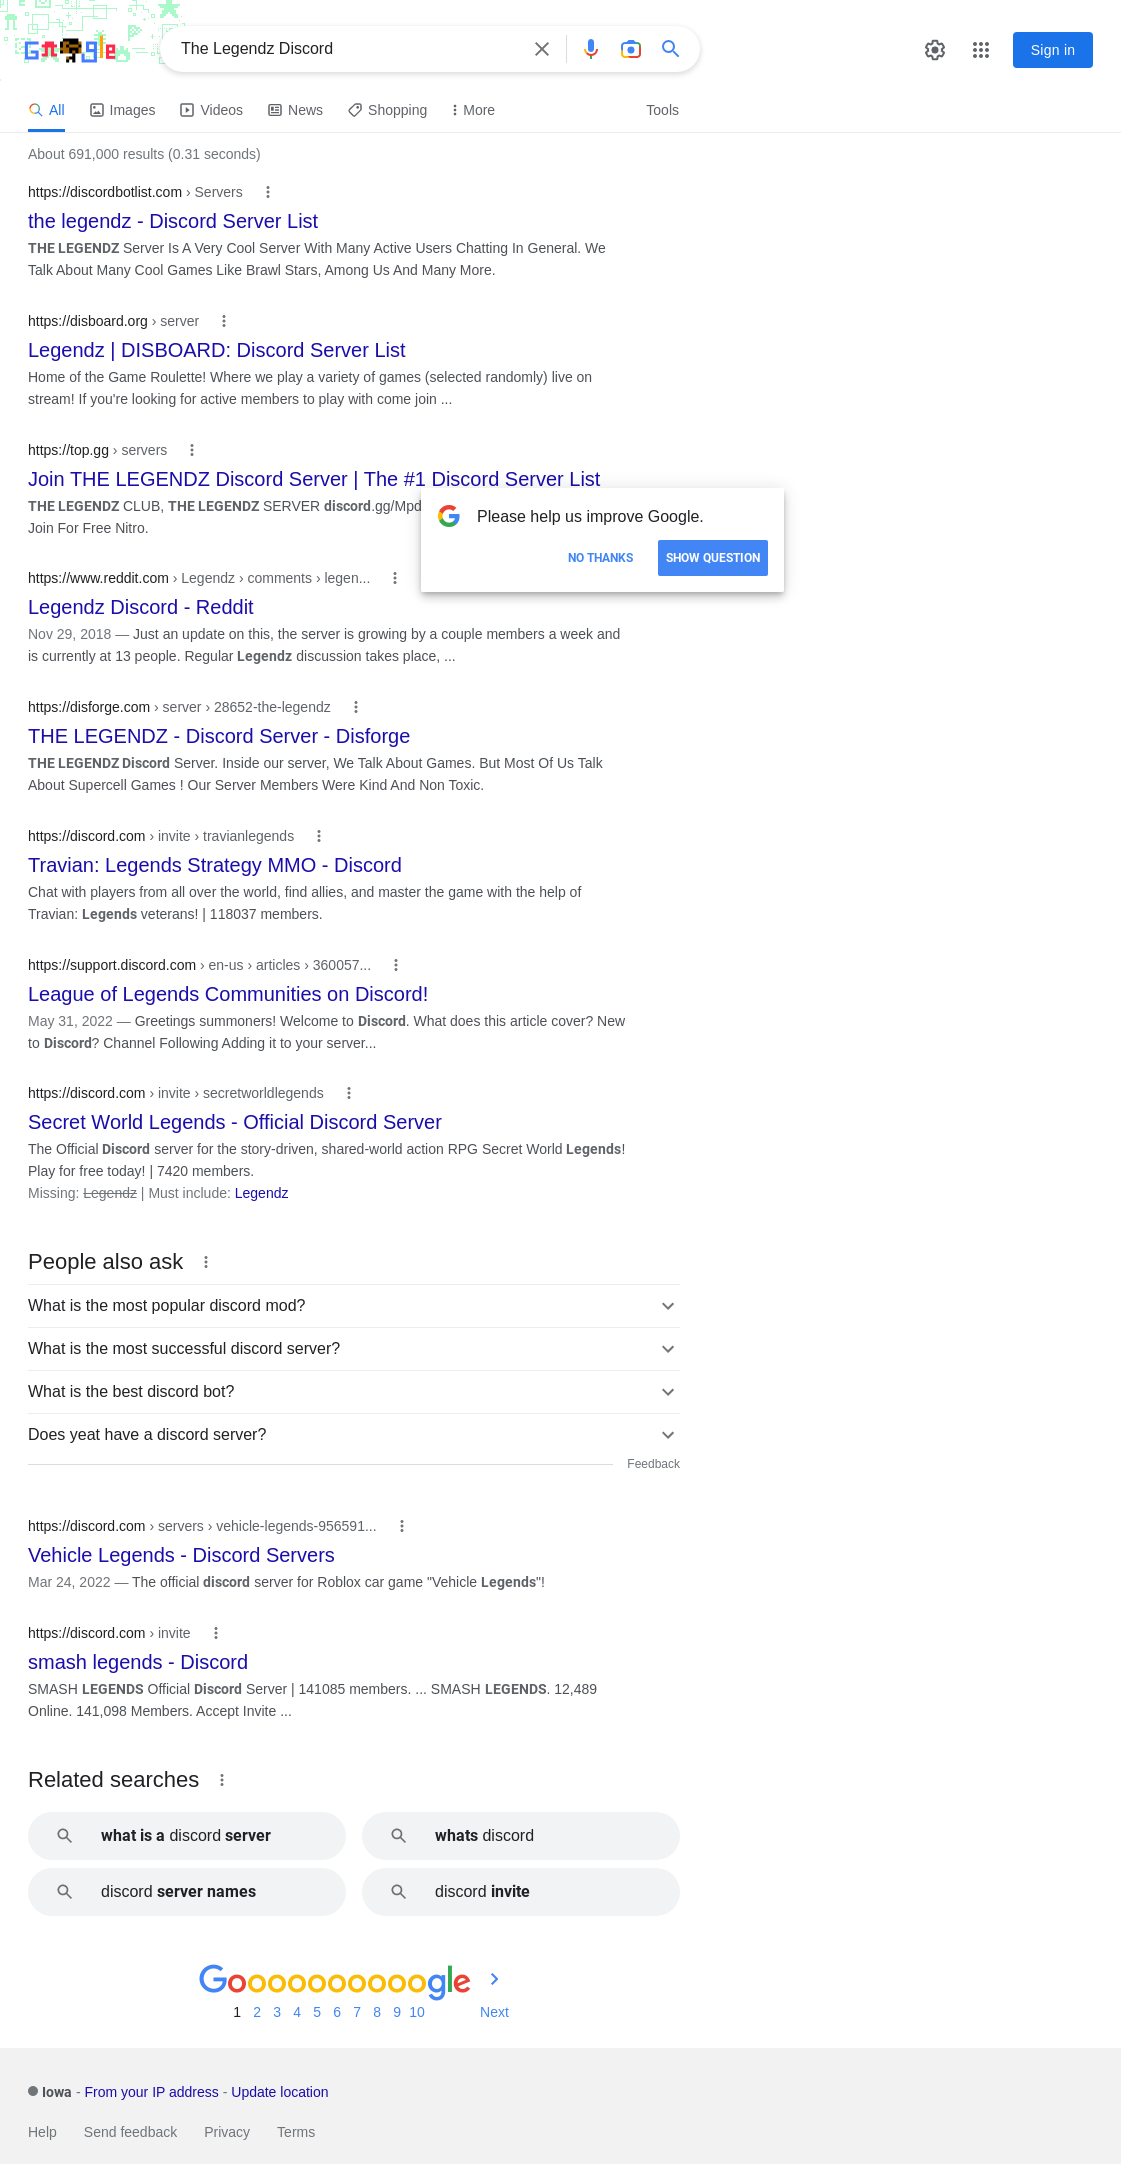 Google
The Legendz Discord
Sign in
All
Images
Videos
News
Shopping
More
Tools
About 691,000 results (0.31 seconds)
https://discordbotlist.com › Servers
the legendz - Discord Server List
THE LEGENDZ Server Is A Very Cool Server With Many Active Users Chatting In General. We
Talk About Many Cool Games Like Brawl Stars, Among Us And Many More.
https://disboard.org › server
Legendz | DISBOARD: Discord Server List
Home of the Game Roulette! Where we play a variety of games (selected randomly) live on
stream! If you're looking for active members to play with come join ...
https://top.gg › servers
Join THE LEGENDZ Discord Server | The #1 Discord Server List
THE LEGENDZ CLUB, THE LEGENDZ SERVER discord.gg/Mpd
Join For Free Nitro.
Please help us improve Google.
NO THANKS
SHOW QUESTION
https://www.reddit.com › Legendz › comments › legen...
Legendz Discord - Reddit
Nov 29, 2018 — Just an update on this, the server is growing by a couple members a week and
is currently at 13 people. Regular Legendz discussion takes place, ...
https://disforge.com › server › 28652-the-legendz
THE LEGENDZ - Discord Server - Disforge
THE LEGENDZ Discord Server. Inside our server, We Talk About Games. But Most Of Us Talk
About Supercell Games ! Our Server Members Were Kind And Non Toxic.
https://discord.com › invite › travianlegends
Travian: Legends Strategy MMO - Discord
Chat with players from all over the world, find allies, and master the game with the help of
Travian: Legends veterans! | 118037 members.
https://support.discord.com › en-us › articles › 360057...
League of Legends Communities on Discord!
May 31, 2022 — Greetings summoners! Welcome to Discord. What does this article cover? New
to Discord? Channel Following Adding it to your server...
https://discord.com › invite › secretworldlegends
Secret World Legends - Official Discord Server
The Official Discord server for the story-driven, shared-world action RPG Secret World Legends!
Play for free today! | 7420 members.
Missing: Legendz | Must include: Legendz
People also ask
What is the most popular discord mod?
What is the most successful discord server?
What is the best discord bot?
Does yeat have a discord server?
Feedback
https://discord.com › servers › vehicle-legends-956591...
Vehicle Legends - Discord Servers
Mar 24, 2022 — The official discord server for Roblox car game "Vehicle Legends"!
https://discord.com › invite
smash legends - Discord
SMASH LEGENDS Official Discord Server | 141085 members. ... SMASH LEGENDS. 12,489
Online. 141,098 Members. Accept Invite ...
Related searches
what is a discord server
whats discord
discord server names
discord invite
Goooooooooogle
1 2 3 4 5 6 7 8 9 10 Next
Iowa - From your IP address - Update location
Help Send feedback Privacy Terms